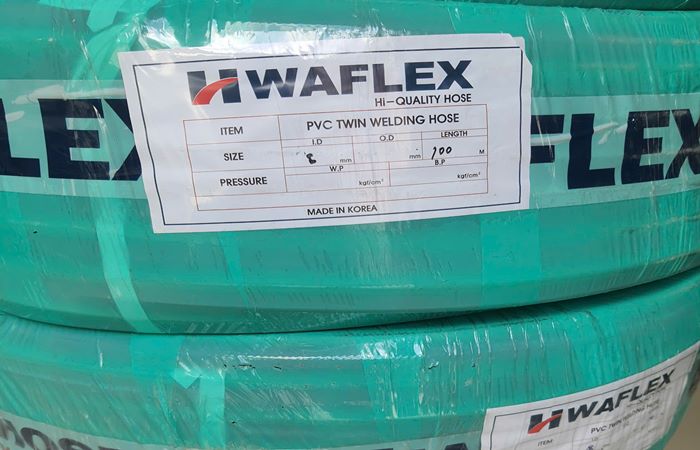 HWAFLEX
Hi-QUALITY HOSE
ITEM PVC TWIN WELDING HOSE
I.D O.D LENGTH
SIZE 8 mm mm 100 M
W.P B.P
PRESSURE kgf/cm² kgf/cm²
MADE IN KOREA
LEX
FLEX
HWAFLEX
PVC TWIN WELDING HOSE
ITEM